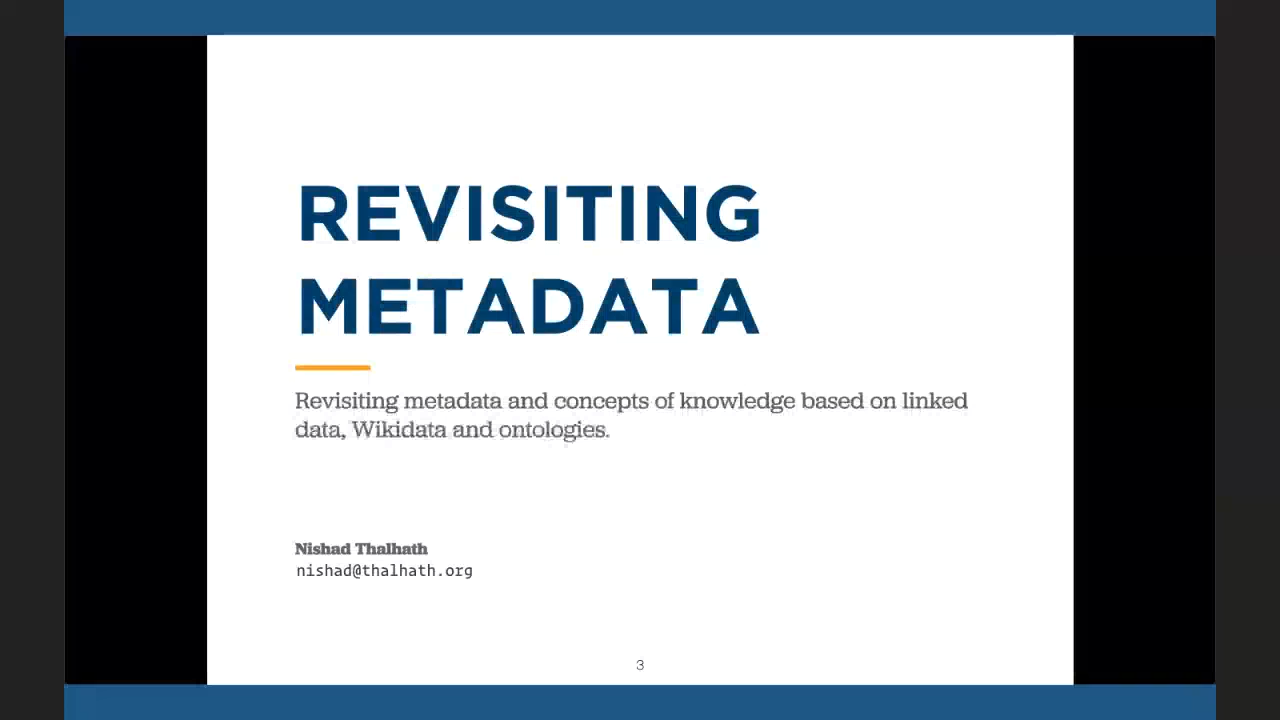 REVISITING
METADATA
Revisiting metadata and concepts of knowledge based on linked
data, Wikidata and ontologies.
Nishad Thalhath
nishad@thalhath.org
3